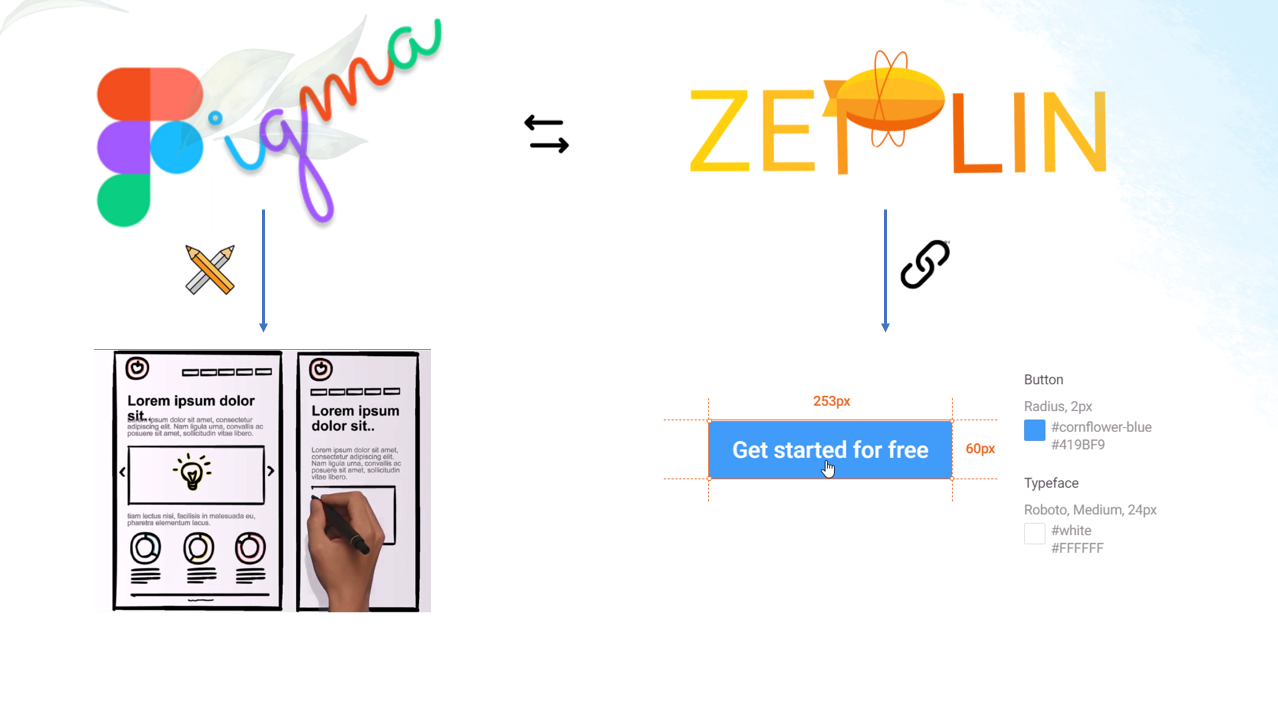 Figma
ZEPLIN
Lorem ipsum dolor
sit..
Lorem ipsum dolor sit amet, consectetur
adipiscing elit. Nam ligula urna, convallis ac
posuere sit amet, sollicitudin vitae libero.
tiam lectus nisi, facilisis in malesuada eu,
pharetra elementum lacus.
Lorem ipsum
dolor sit..
Lorem ipsum dolor sit amet,
consectetur adipiscing elit.
Nam ligula urna, convallis ac
posuere sit amet, sollicitudin
vitae libero.
253px
Get started for free
60px
Button
Radius, 2px
#cornflower-blue
#419BF9
Typeface
Roboto, Medium, 24px
#white
#FFFFFF